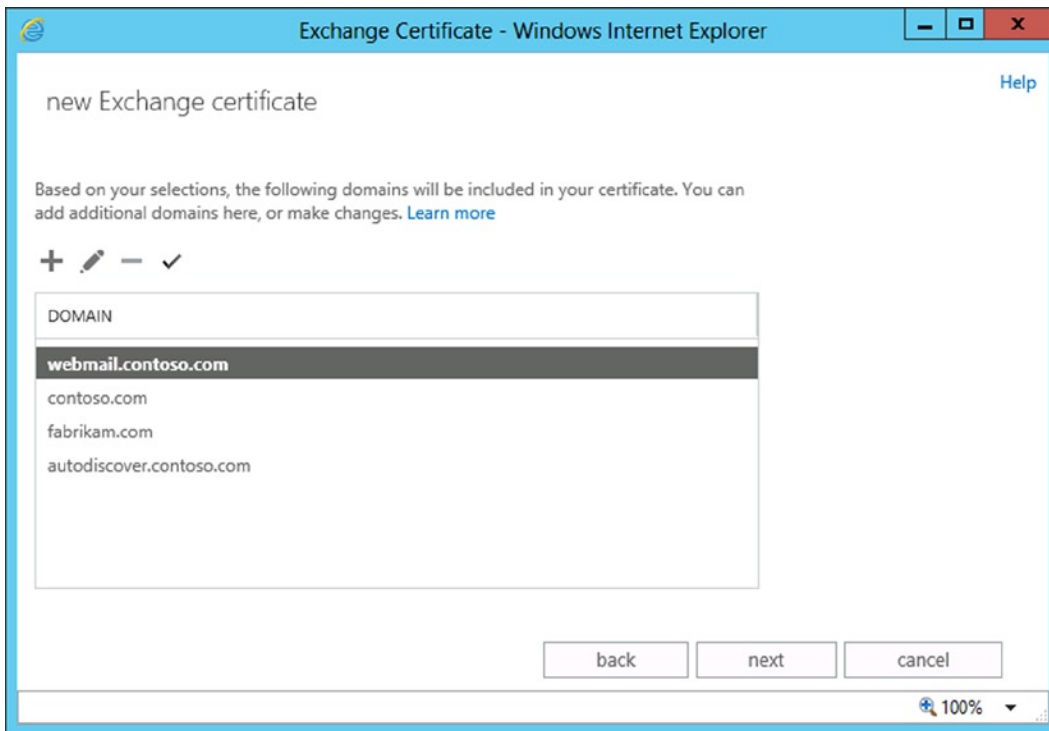 Exchange Certificate - Windows Internet Explorer
Help
new Exchange certificate
Based on your selections, the following domains will be included in your certificate. You can
add additional domains here, or make changes. Learn more
DOMAIN
webmail.contoso.com
contoso.com
fabrikam.com
autodiscover.contoso.com
back next cancel
100%